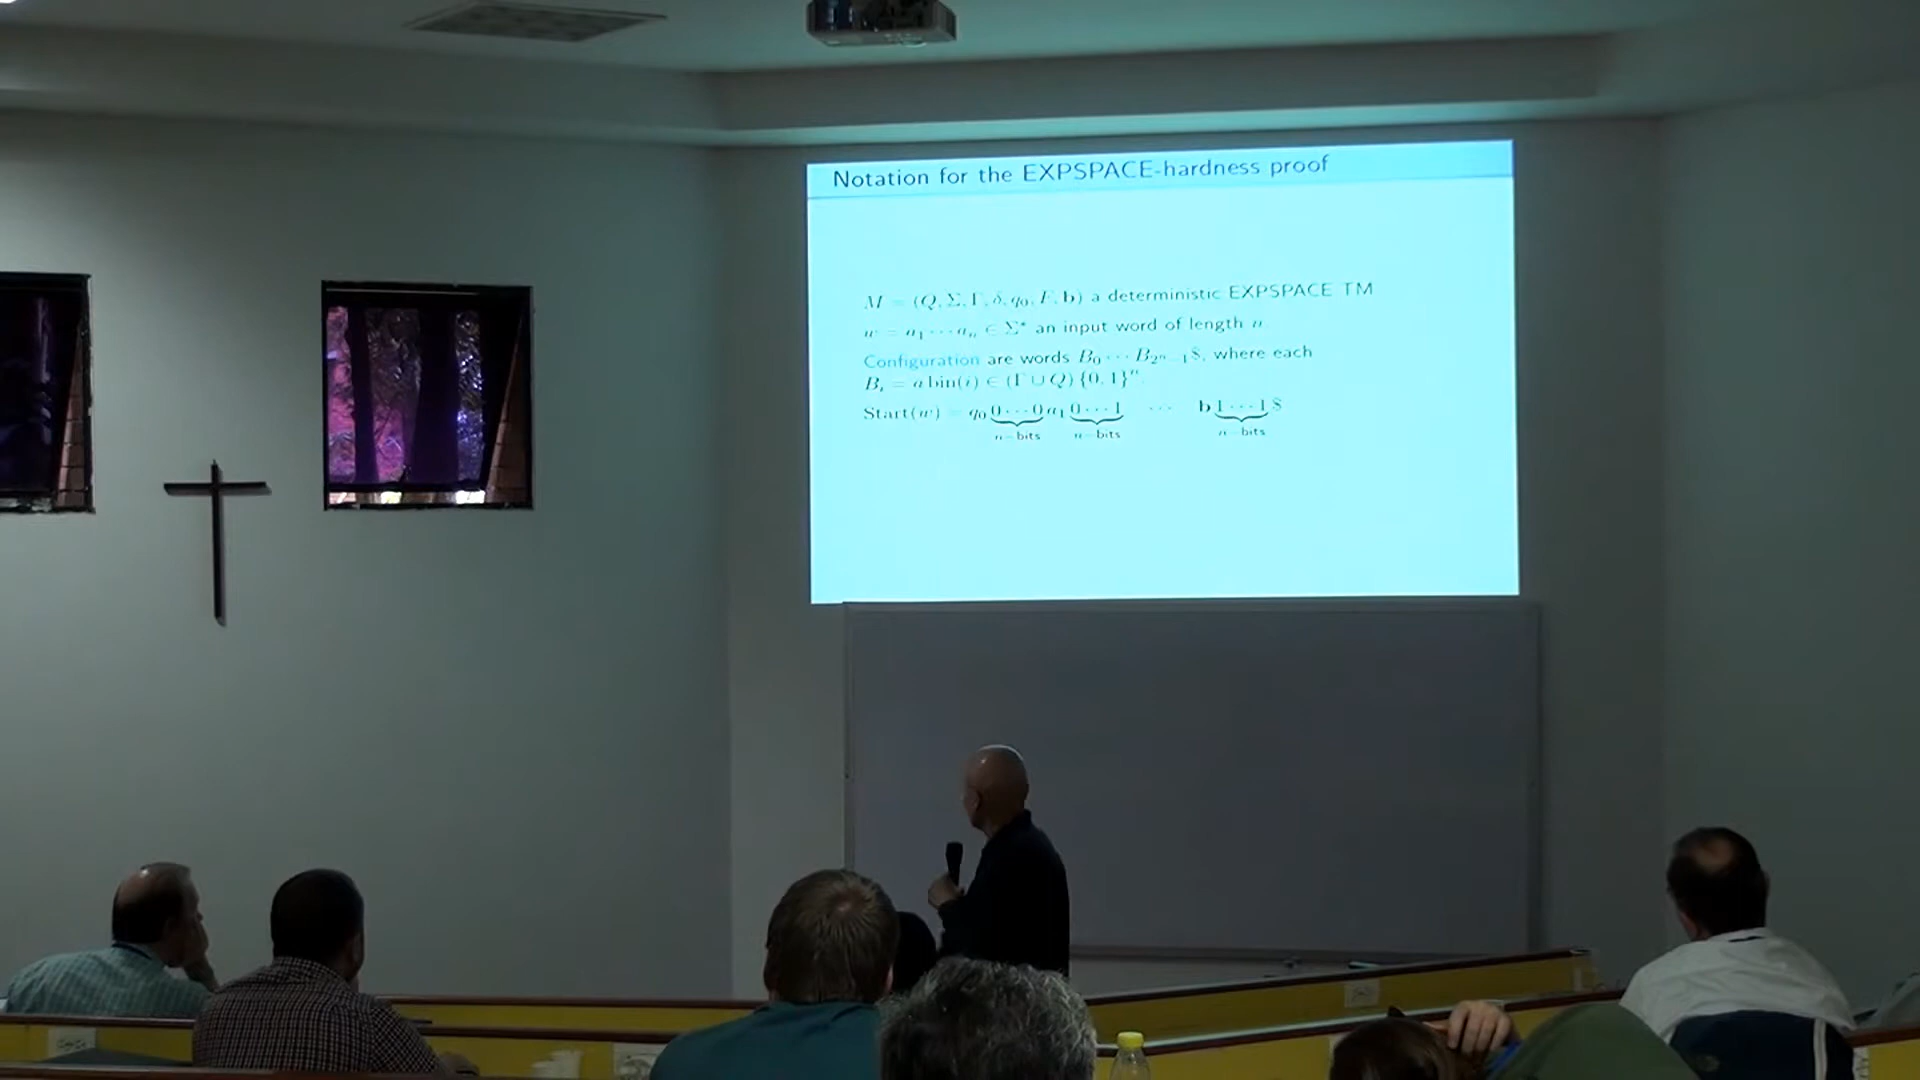 Notation for the EXPSPACE-hardness proof
M = (Q, Σ, Γ, δ, q₀, F, b) a deterministic EXPSPACE TM
w = a₁ ⋯ aₙ ∈ Σ* an input word of length n
Configuration are words B₀ ⋯ B₂ⁿ₋₁$, where each
Bᵢ = a bin(i) ∈ (Γ ∪ Q) {0, 1}ⁿ.
Start(w) = q₀ 0 ⋯ 0 a₁ 0 ⋯ 1 ⋯ b 1 ⋯ 1 $
n−bits n−bits n−bits